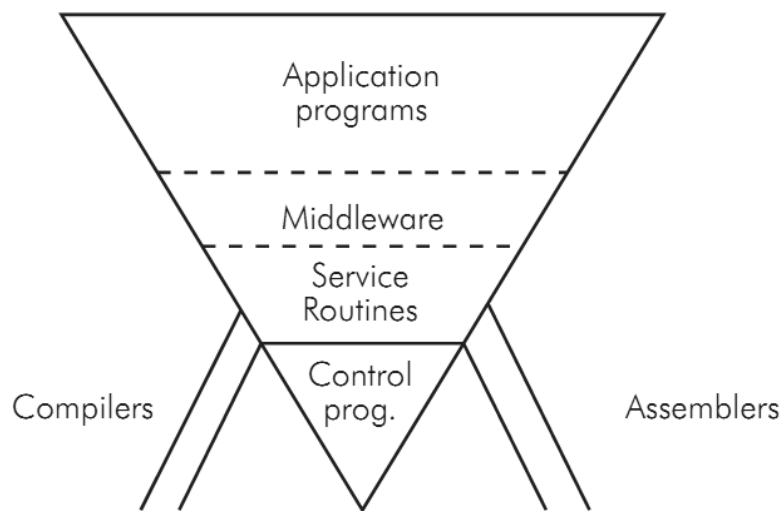 Application
programs
Middleware
Service
Routines
Control
prog.
Compilers
Assemblers